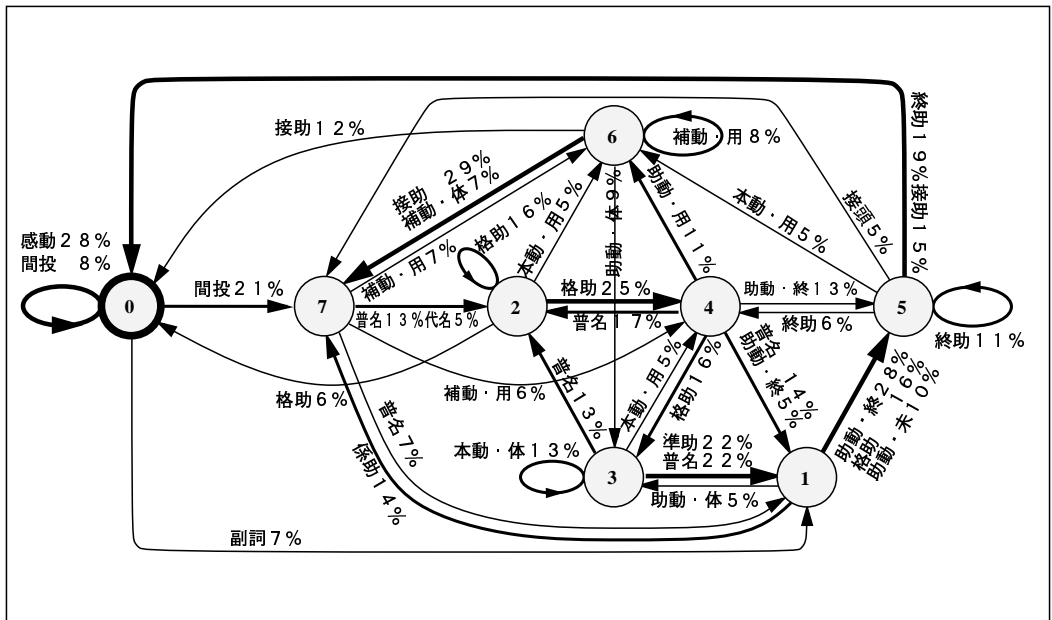 接助１２%
６
補動・用８%
終助１９%接助１５%
接助　２９%
補動・体７%
格助１６%
本動・用５%
助動・体９%
助動・用１１%
本動・用５%
接頭５%
感動２８%
間投　８%
０
間投２１%
７
補動・用７%
普名１３%代名５%
２
格助２５%
普名１７%
４
助動・終１３%
終助６%
５
終助１１%
格助６%
補動・用６%
普名７%
係助１４%
普名１３%
本動・用５%
格助１６%
普名　１４%
助動・終５%
助動・終２８%
格助　　１６%
助動・未１０%
本動・体１３%
３
準助２２%
普名２２%
助動・体５%
１
副詞７%